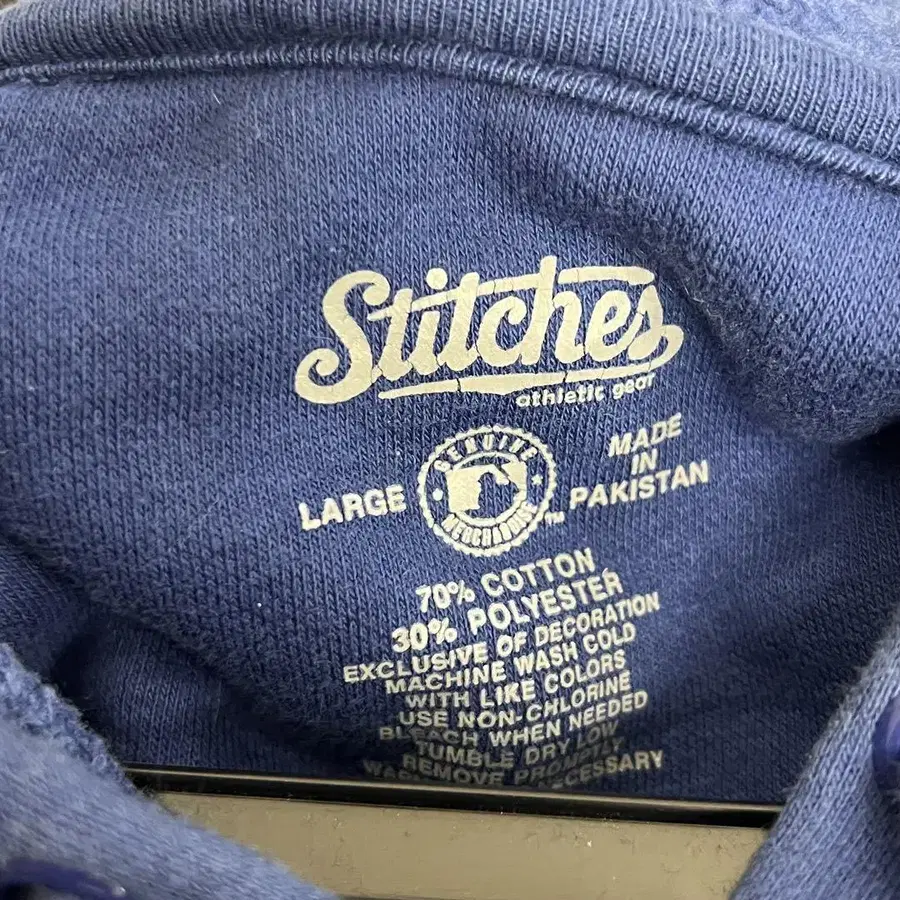 Stitches
athletic gear
LARGE
GENUINE
MERCHANDISE
TM
MADE
IN
PAKISTAN
70% COTTON
30% POLYESTER
EXCLUSIVE OF DECORATION
MACHINE WASH COLD
WITH LIKE COLORS
USE NON-CHLORINE
BLEACH WHEN NEEDED
TUMBLE DRY LOW
REMOVE PROMPTLY